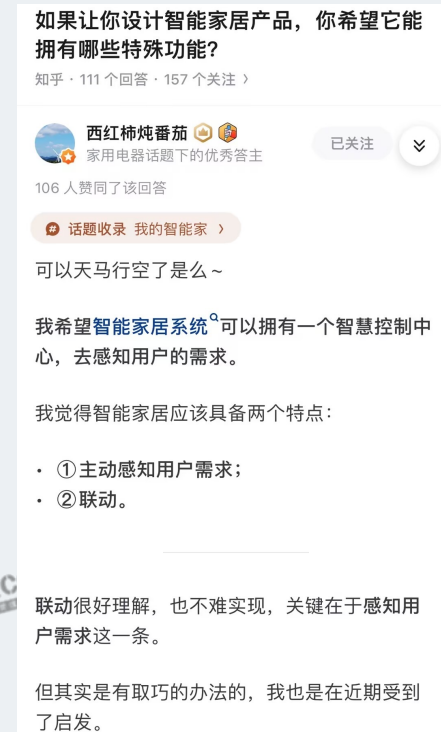 如果让你设计智能家居产品，你希望它能
拥有哪些特殊功能?
知乎 · 111 个回答 · 157 个关注 >
西红柿炖番茄
已关注
家用电器话题下的优秀答主
106 人赞同了该回答
话题收录 我的智能家 >
可以天马行空了是么~
我希望智能家居系统可以拥有一个智慧控制中
心，去感知用户的需求。
我觉得智能家居应该具备两个特点：
· ①主动感知用户需求；
· ②联动。
联动很好理解，也不难实现，关键在于感知用
户需求这一条。
但其实是有取巧的办法的，我也是在近期受到
了启发。